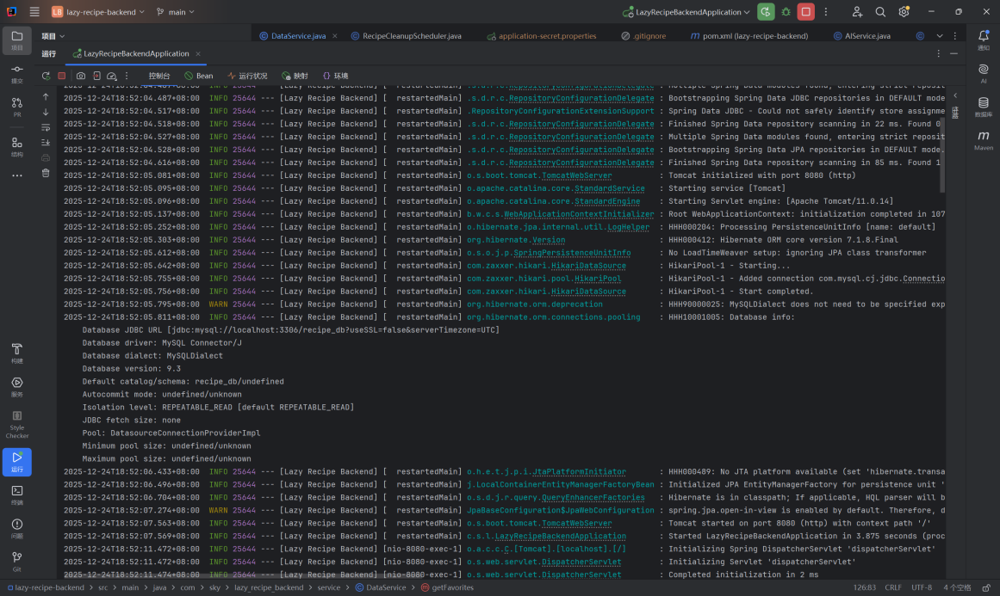 LB lazy-recipe-backend main LazyRecipeBackendApplication
项目 项目 DataService.java RecipeCleanupScheduler.java application-secret.properties .gitignore pom.xml (lazy-recipe-backend) AIService.java
运行 LazyRecipeBackendApplication
控制台 Bean 运行状况 映射 环境
提交
PR
结构
构建
服务
Style
Checker
运行
终端
问题
Git
通知
AI
数据库
Maven
2025-12-24T18:52:04.487+08:00 INFO 25644 --- [Lazy Recipe Backend] [ restartedMain] .s.d.r.c.RepositoryConfigurationDelegate : Multiple Spring Data modules found, entering strict reposit
2025-12-24T18:52:04.487+08:00 INFO 25644 --- [Lazy Recipe Backend] [ restartedMain] .s.d.r.c.RepositoryConfigurationDelegate : Bootstrapping Spring Data JDBC repositories in DEFAULT mode
2025-12-24T18:52:04.517+08:00 INFO 25644 --- [Lazy Recipe Backend] [ restartedMain] .RepositoryConfigurationExtensionSupport : Spring Data JDBC - Could not safely identify store assignme
2025-12-24T18:52:04.518+08:00 INFO 25644 --- [Lazy Recipe Backend] [ restartedMain] .s.d.r.c.RepositoryConfigurationDelegate : Finished Spring Data repository scanning in 22 ms. Found 0
2025-12-24T18:52:04.527+08:00 INFO 25644 --- [Lazy Recipe Backend] [ restartedMain] .s.d.r.c.RepositoryConfigurationDelegate : Multiple Spring Data modules found, entering strict reposit
2025-12-24T18:52:04.528+08:00 INFO 25644 --- [Lazy Recipe Backend] [ restartedMain] .s.d.r.c.RepositoryConfigurationDelegate : Bootstrapping Spring Data JPA repositories in DEFAULT mode.
2025-12-24T18:52:04.616+08:00 INFO 25644 --- [Lazy Recipe Backend] [ restartedMain] .s.d.r.c.RepositoryConfigurationDelegate : Finished Spring Data repository scanning in 85 ms. Found 1
2025-12-24T18:52:05.081+08:00 INFO 25644 --- [Lazy Recipe Backend] [ restartedMain] o.s.boot.tomcat.TomcatWebServer : Tomcat initialized with port 8080 (http)
2025-12-24T18:52:05.095+08:00 INFO 25644 --- [Lazy Recipe Backend] [ restartedMain] o.apache.catalina.core.StandardService : Starting service [Tomcat]
2025-12-24T18:52:05.096+08:00 INFO 25644 --- [Lazy Recipe Backend] [ restartedMain] o.apache.catalina.core.StandardEngine : Starting Servlet engine: [Apache Tomcat/11.0.14]
2025-12-24T18:52:05.137+08:00 INFO 25644 --- [Lazy Recipe Backend] [ restartedMain] b.w.c.s.WebApplicationContextInitializer : Root WebApplicationContext: initialization completed in 107
2025-12-24T18:52:05.252+08:00 INFO 25644 --- [Lazy Recipe Backend] [ restartedMain] o.hibernate.jpa.internal.util.LogHelper : HHH000204: Processing PersistenceUnitInfo [name: default]
2025-12-24T18:52:05.303+08:00 INFO 25644 --- [Lazy Recipe Backend] [ restartedMain] org.hibernate.Version : HHH000412: Hibernate ORM core version 7.1.8.Final
2025-12-24T18:52:05.612+08:00 INFO 25644 --- [Lazy Recipe Backend] [ restartedMain] o.s.o.j.p.SpringPersistenceUnitInfo : No LoadTimeWeaver setup: ignoring JPA class transformer
2025-12-24T18:52:05.642+08:00 INFO 25644 --- [Lazy Recipe Backend] [ restartedMain] com.zaxxer.hikari.HikariDataSource : HikariPool-1 - Starting...
2025-12-24T18:52:05.755+08:00 INFO 25644 --- [Lazy Recipe Backend] [ restartedMain] com.zaxxer.hikari.pool.HikariPool : HikariPool-1 - Added connection com.mysql.cj.jdbc.Connectio
2025-12-24T18:52:05.756+08:00 INFO 25644 --- [Lazy Recipe Backend] [ restartedMain] com.zaxxer.hikari.HikariDataSource : HikariPool-1 - Start completed.
2025-12-24T18:52:05.795+08:00 WARN 25644 --- [Lazy Recipe Backend] [ restartedMain] org.hibernate.orm.deprecation : HHH90000025: MySQLDialect does not need to be specified exp
2025-12-24T18:52:05.811+08:00 INFO 25644 --- [Lazy Recipe Backend] [ restartedMain] org.hibernate.orm.connections.pooling : HHH10001005: Database info:
Database JDBC URL [jdbc:mysql://localhost:3306/recipe_db?useSSL=false&serverTimezone=UTC]
Database driver: MySQL Connector/J
Database dialect: MySQLDialect
Database version: 9.3
Default catalog/schema: recipe_db/undefined
Autocommit mode: undefined/unknown
Isolation level: REPEATABLE_READ [default REPEATABLE_READ]
JDBC fetch size: none
Pool: DatasourceConnectionProviderImpl
Minimum pool size: undefined/unknown
Maximum pool size: undefined/unknown
2025-12-24T18:52:06.433+08:00 INFO 25644 --- [Lazy Recipe Backend] [ restartedMain] o.h.e.t.j.p.i.JtaPlatformInitiator : HHH000489: No JTA platform available (set 'hibernate.transa
2025-12-24T18:52:06.496+08:00 INFO 25644 --- [Lazy Recipe Backend] [ restartedMain] j.LocalContainerEntityManagerFactoryBean : Initialized JPA EntityManagerFactory for persistence unit '
2025-12-24T18:52:06.704+08:00 INFO 25644 --- [Lazy Recipe Backend] [ restartedMain] o.s.d.j.r.query.QueryEnhancerFactories : Hibernate is in classpath; If applicable, HQL parser will b
2025-12-24T18:52:07.274+08:00 WARN 25644 --- [Lazy Recipe Backend] [ restartedMain] JpaBaseConfiguration$JpaWebConfiguration : spring.jpa.open-in-view is enabled by default. Therefore, d
2025-12-24T18:52:07.563+08:00 INFO 25644 --- [Lazy Recipe Backend] [ restartedMain] o.s.boot.tomcat.TomcatWebServer : Tomcat started on port 8080 (http) with context path '/'
2025-12-24T18:52:07.569+08:00 INFO 25644 --- [Lazy Recipe Backend] [ restartedMain] c.s.l.LazyRecipeBackendApplication : Started LazyRecipeBackendApplication in 3.875 seconds (proc
2025-12-24T18:52:11.472+08:00 INFO 25644 --- [Lazy Recipe Backend] [nio-8080-exec-1] o.a.c.c.C.[Tomcat].[localhost].[/] : Initializing Spring DispatcherServlet 'dispatcherServlet'
2025-12-24T18:52:11.472+08:00 INFO 25644 --- [Lazy Recipe Backend] [nio-8080-exec-1] o.s.web.servlet.DispatcherServlet : Initializing Servlet 'dispatcherServlet'
2025-12-24T18:52:11.474+08:00 INFO 25644 --- [Lazy Recipe Backend] [nio-8080-exec-1] o.s.web.servlet.DispatcherServlet : Completed initialization in 2 ms
lazy-recipe-backend > src > main > java > com > sky > lazy_recipe_backend > service > DataService > getFavorites 126:83 CRLF UTF-8 4 个空格